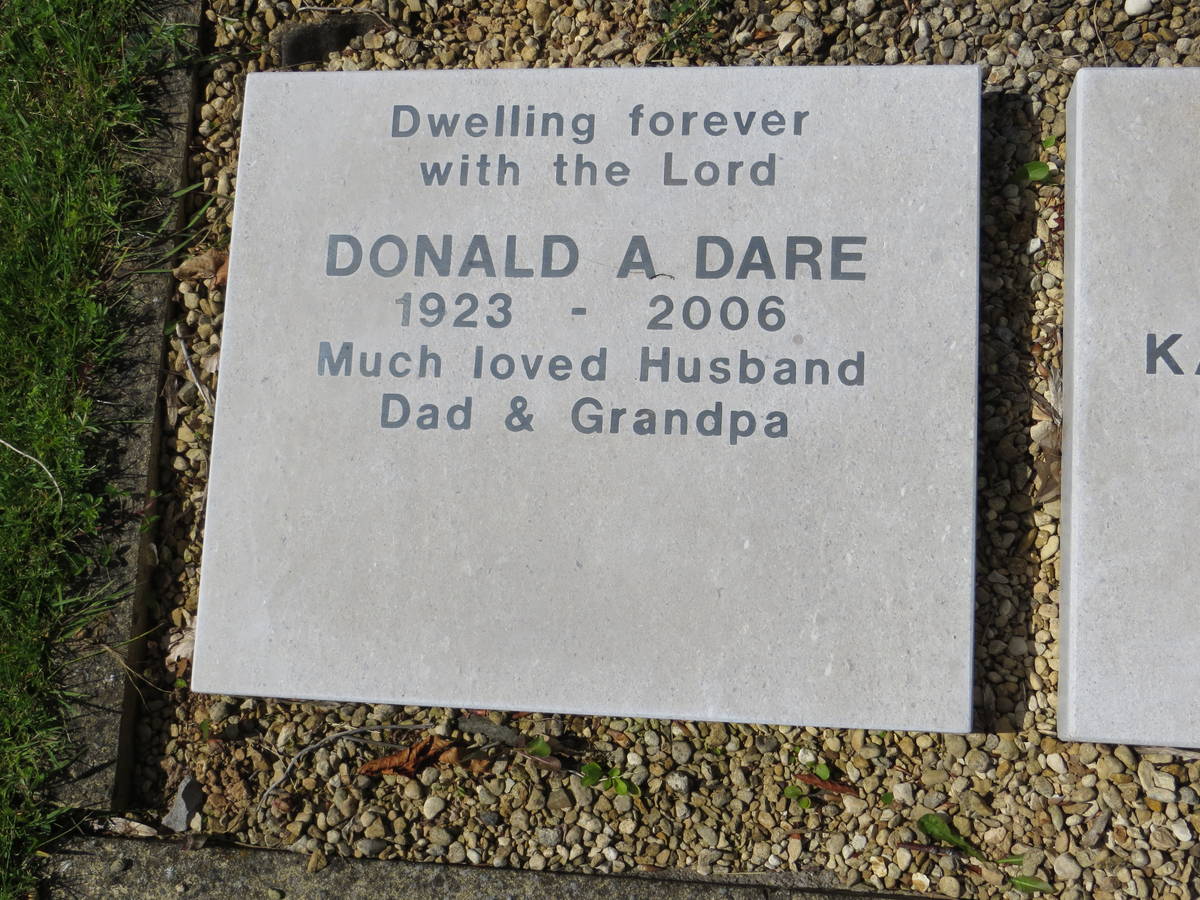 Dwelling forever
with the Lord
DONALD A DARE
1923 - 2006
Much loved Husband
Dad & Grandpa